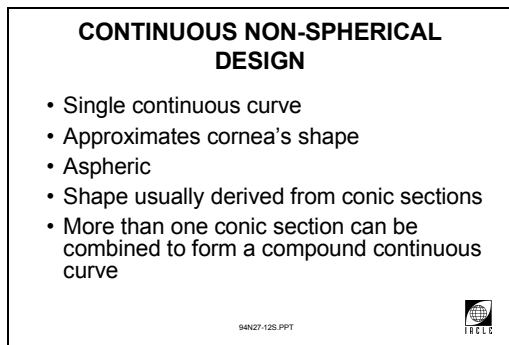 CONTINUOUS NON-SPHERICAL
DESIGN
• Single continuous curve
• Approximates cornea's shape
• Aspheric
• Shape usually derived from conic sections
• More than one conic section can be
combined to form a compound continuous
curve
94N27-12S.PPT
IACLE